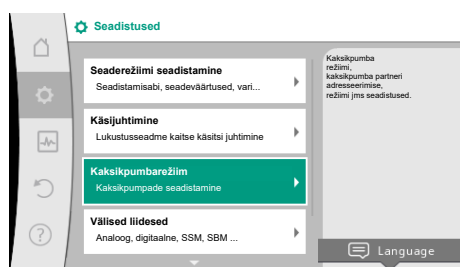 Seadistused
Seaderežiimi seadistamine
Seadistamisabi, seadeväärtused, vari...
Käsijuhtimine
Lukustusseadme kaitse käsitsi juhtimine
Kaksikpumbarežiim
Kaksikpumpade seadistamine
Välised liidesed
Analoog, digitaalne, SSM, SBM ...
Kaksikpumba
režiimi,
kaksikpumba partneri
adresseerimise,
režiimi jms seadistused.
Language